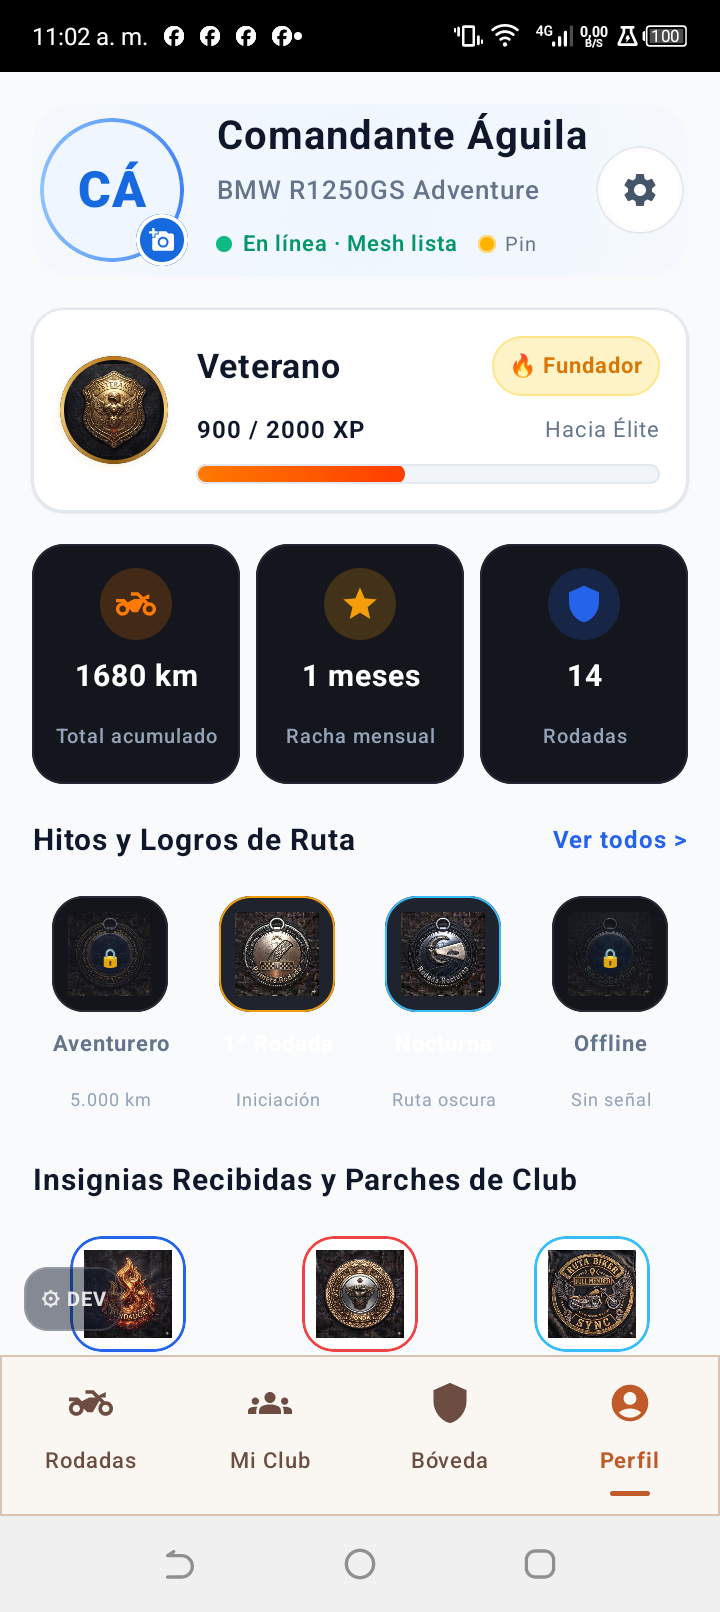 11:02 a. m.
4G
0,00
B/S
100
CÁ
Comandante Águila
BMW R1250GS Adventure
En línea · Mesh lista
Pin
Veterano
🔥 Fundador
900 / 2000 XP
Hacia Élite
1680 km
1 meses
14
Total acumulado
Racha mensual
Rodadas
Hitos y Logros de Ruta
Ver todos >
Aventurero
1ª Rodada
Nocturna
Offline
5.000 km
Iniciación
Ruta oscura
Sin señal
Insignias Recibidas y Parches de Club
RUTA BIKER
FULL MEMBER
SYNC
DEV
Rodadas
Mi Club
Bóveda
Perfil